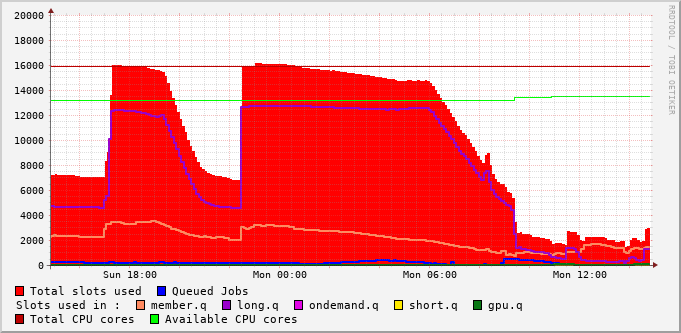 20000
18000
16000
14000
12000
10000
8000
6000
4000
2000
0
Sun 18:00 Mon 00:00 Mon 06:00 Mon 12:00
RRDTOOL / TOBI OETIKER
Total slots used Queued Jobs
Slots used in : member.q long.q ondemand.q short.q gpu.q
Total CPU cores Available CPU cores